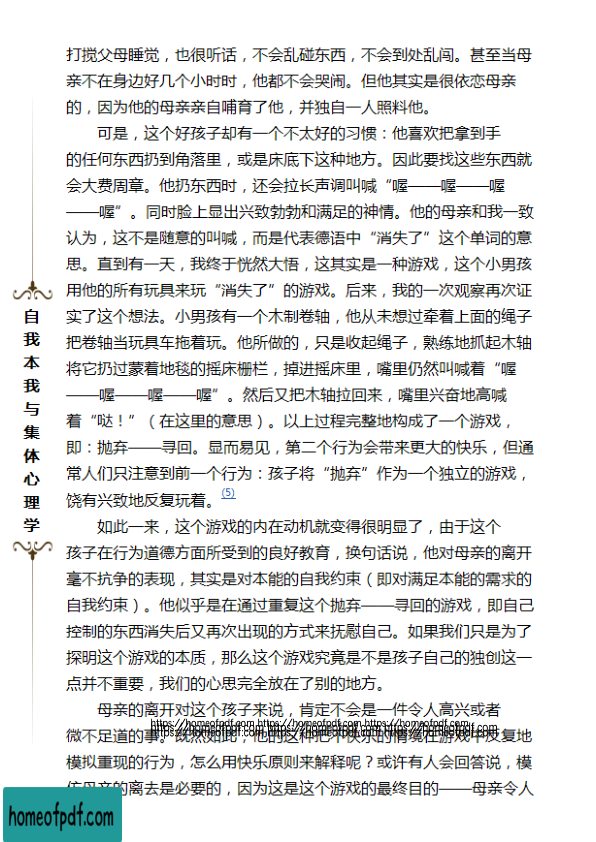 打搅父母睡觉，也很听话，不会乱碰东西，不会到处乱闯。甚至当母
亲不在身边好几个小时时，他都不会哭闹。但他其实是很依恋母亲
的，因为他的母亲亲自哺育了他，并独自一人照料他。
可是，这个好孩子却有一个不太好的习惯：他喜欢把拿到手
的任何东西扔到角落里，或是床底下这种地方。因此要找这些东西就
会大费周章。他扔东西时，还会拉长声调叫喊“喔——喔——喔
——喔”。同时脸上显出兴致勃勃和满足的神情。他的母亲和我一致
认为，这不是随意的叫喊，而是代表德语中“消失了”这个单词的意
思。直到有一天，我终于恍然大悟，这其实是一种游戏，这个小男孩
用他的所有玩具来玩“消失了”的游戏。后来，我的一次观察再次证
实了这个想法。小男孩有一个木制卷轴，他从未想过牵着上面的绳子
把卷轴当玩具车拖着玩。他所做的，只是收起绳子，熟练地抓起木轴
将它扔过蒙着地毯的摇床栅栏，掉进摇床里，嘴里仍然叫喊着“喔
——喔——喔——喔”。然后又把木轴拉回来，嘴里兴奋地高喊
着“哒！”（在这里的意思）。以上过程完整地构成了一个游戏，
即：抛弃——寻回。显而易见，第二个行为会带来更大的快乐，但通
常人们只注意到前一个行为：孩子将“抛弃”作为一个独立的游戏，
饶有兴致地反复玩着。(5)
如此一来，这个游戏的内在动机就变得很明显了，由于这个
孩子在行为道德方面所受到的良好教育，换句话说，他对母亲的离开
毫不抗争的表现，其实是对本能的自我约束（即对满足本能的需求的
自我约束）。他似乎是在通过重复这个抛弃——寻回的游戏，即自己
控制的东西消失后又再次出现的方式来抚慰自己。如果我们只是为了
探明这个游戏的本质，那么这个游戏究竟是不是孩子自己的独创这一
点并不重要，我们的心思完全放在了别的地方。
母亲的离开对这个孩子来说，肯定不会是一件令人高兴或者
https://homeofpdf.com https://homeofpdf.com https://homeofpdf.com
https://homeofpdf.com https://homeofpdf.com https://homeofpdf.com
微不足道的事。既然如此，他的这种把不快乐的情境在游戏中反复地
模拟重现的行为，怎么用快乐原则来解释呢？或许有人会回答说，模
仿母亲的离去是必要的，因为这是这个游戏的最终目的——母亲令人
自我本我与集体心理学
homeofpdf.com